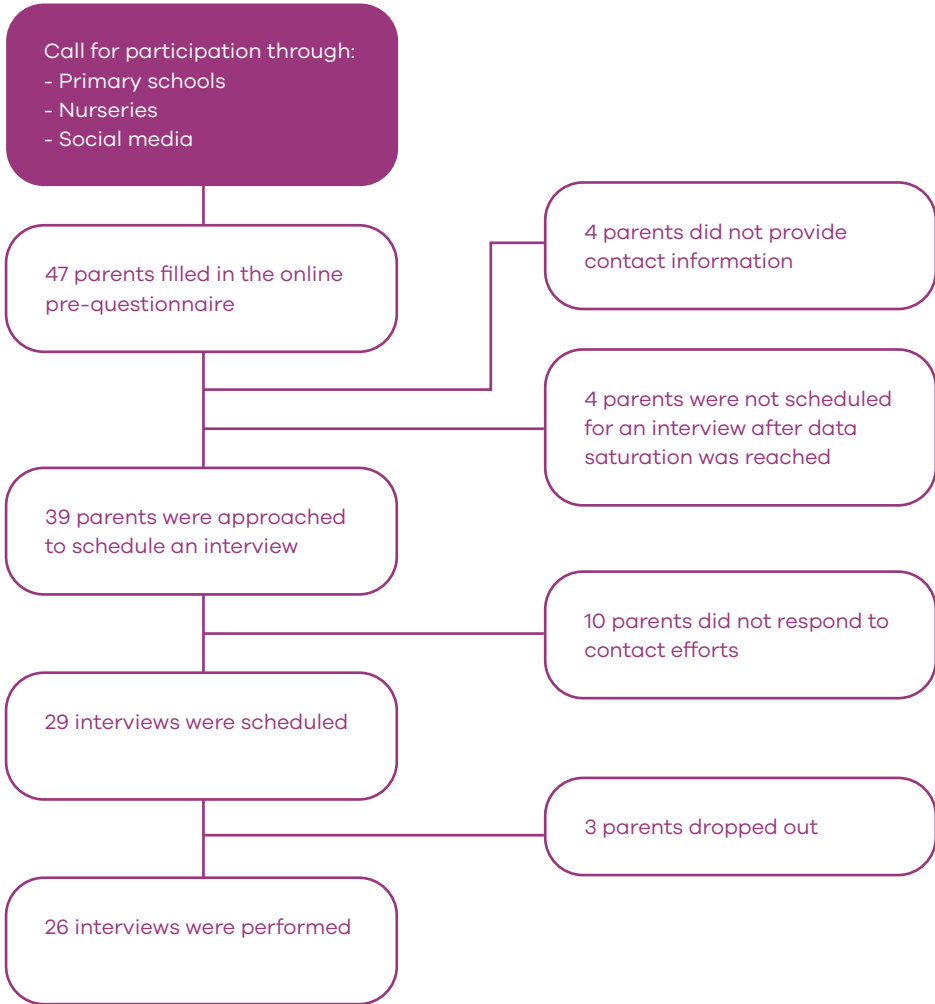 Call for participation through:
- Primary schools
- Nurseries
- Social media
47 parents filled in the online
pre-questionnaire
4 parents did not provide
contact information
4 parents were not scheduled
for an interview after data
saturation was reached
39 parents were approached
to schedule an interview
10 parents did not respond to
contact efforts
29 interviews were scheduled
3 parents dropped out
26 interviews were performed